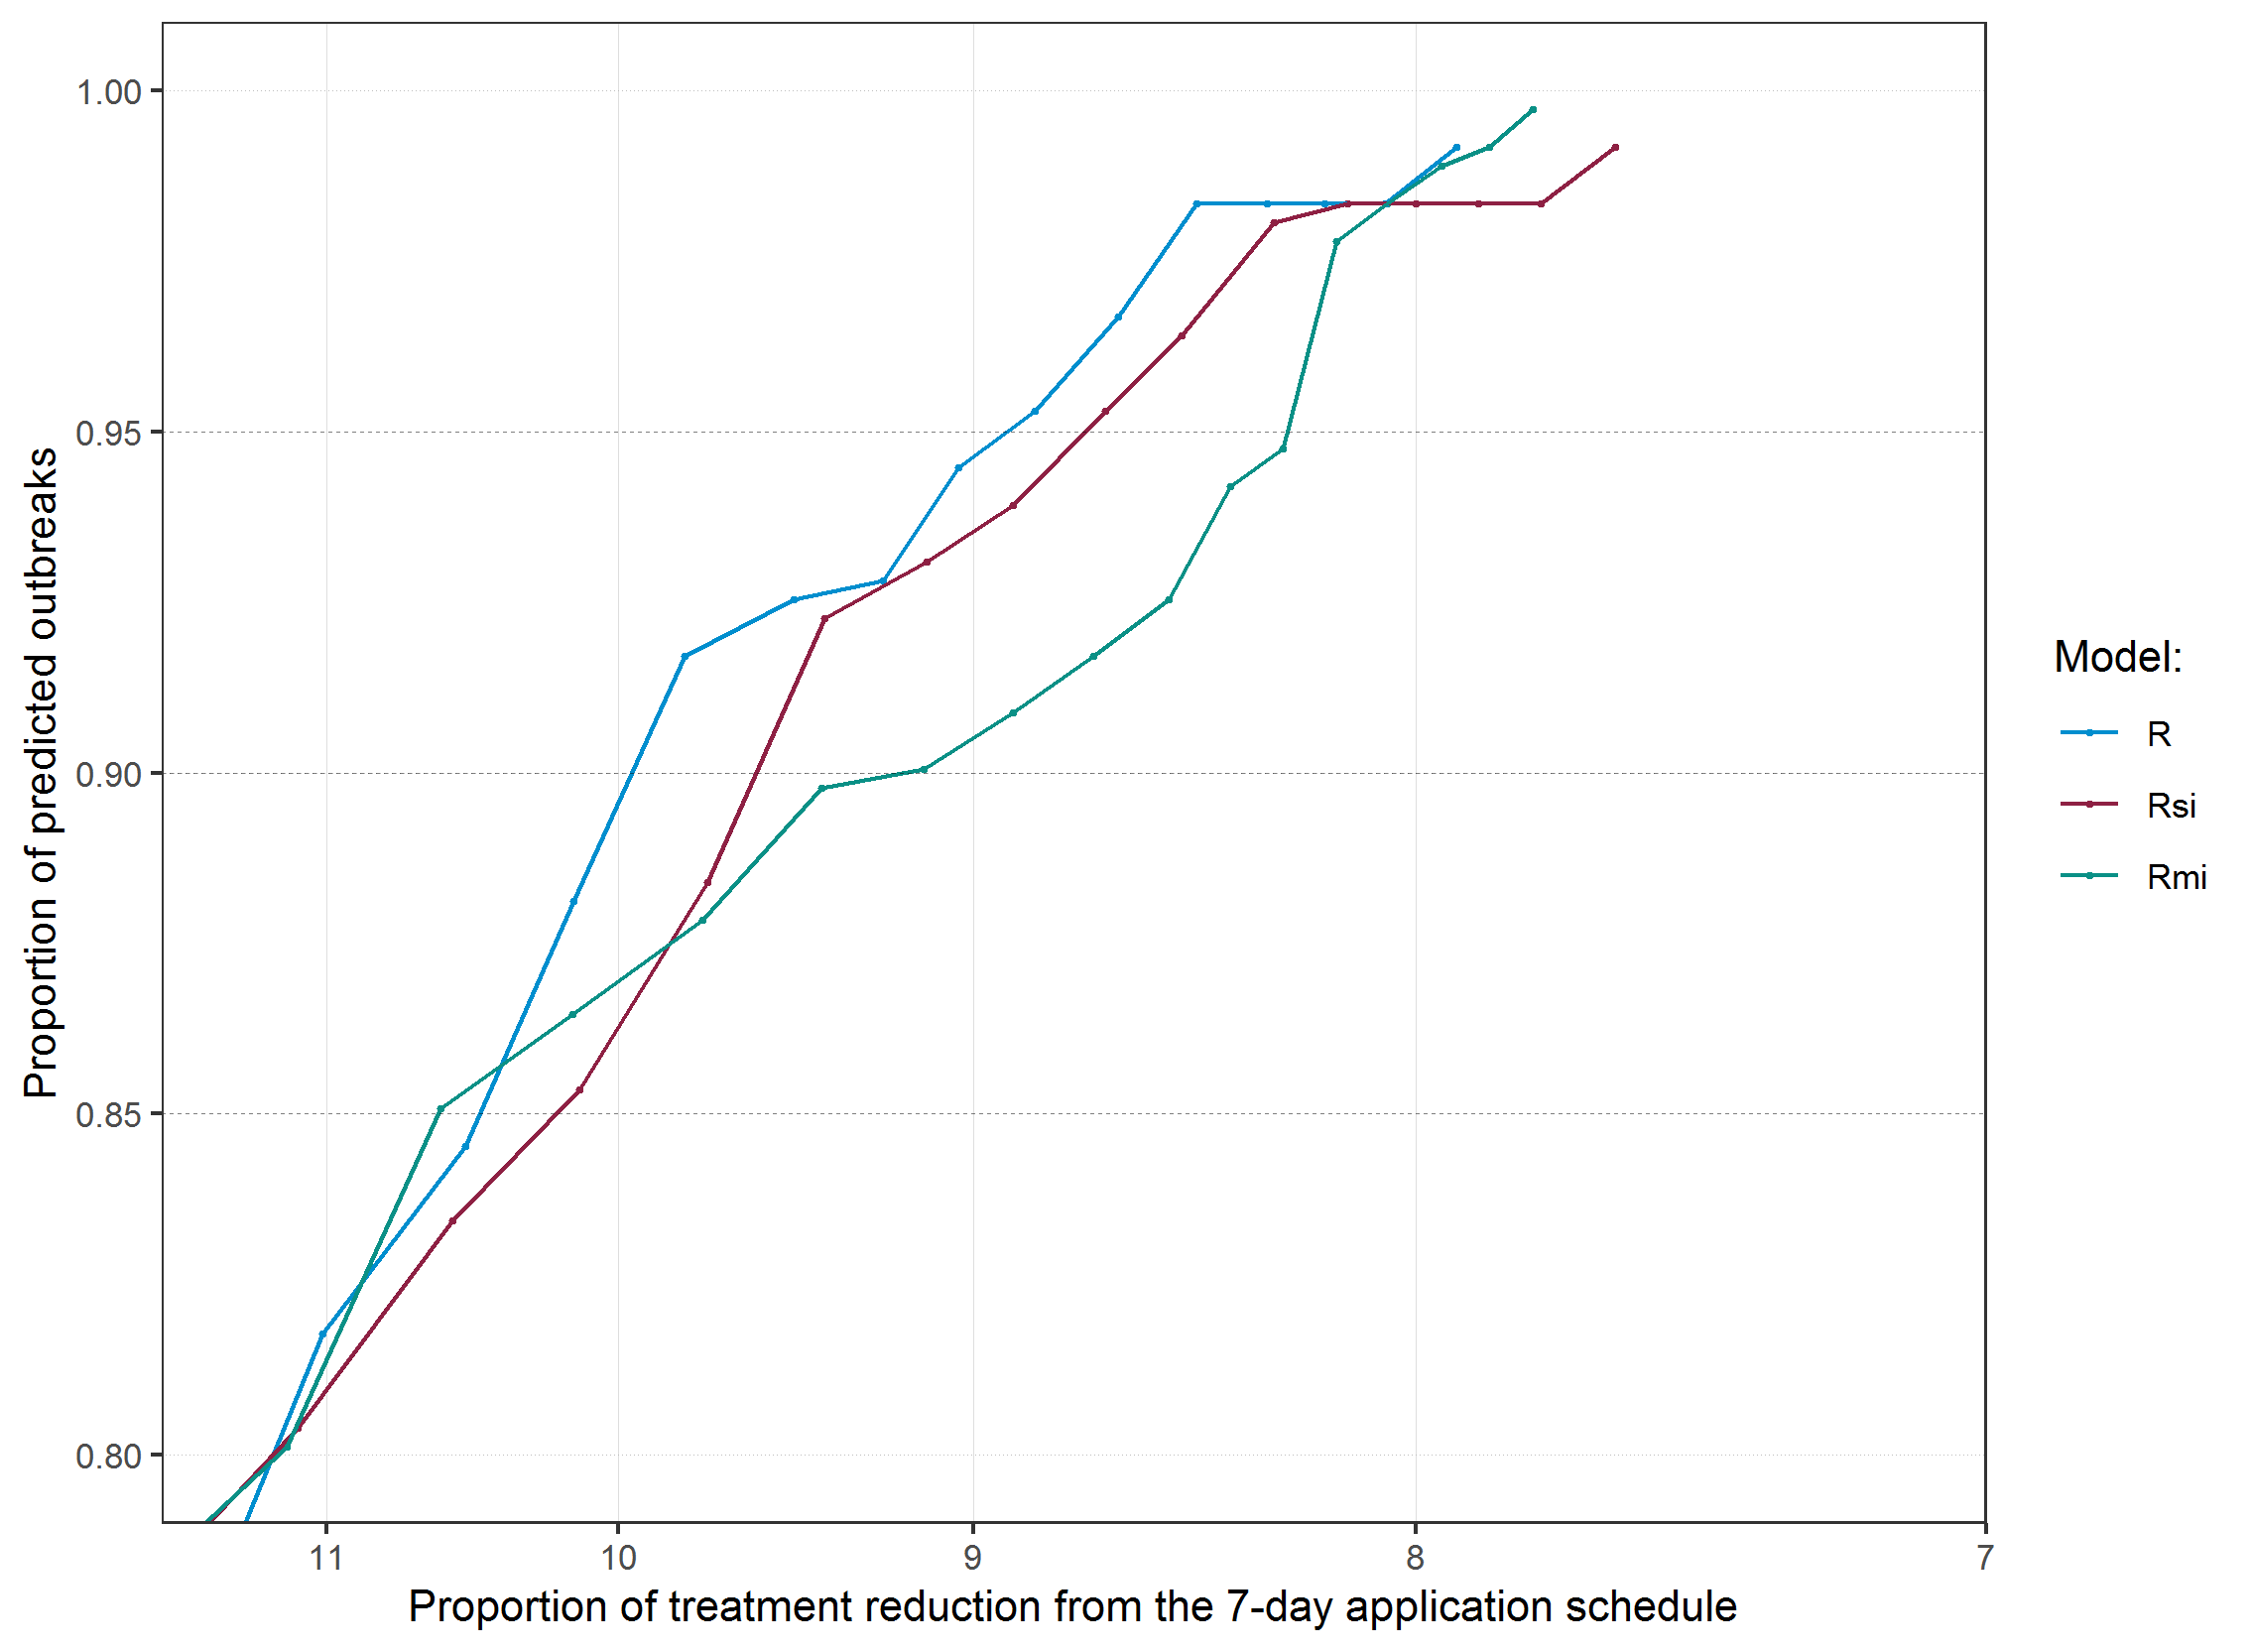 Proportion of predicted outbreaks
1.00
0.95
0.90
0.85
0.80
11 10 9 8 7
Proportion of treatment reduction from the 7-day application schedule
Model:
R
Rsi
Rmi